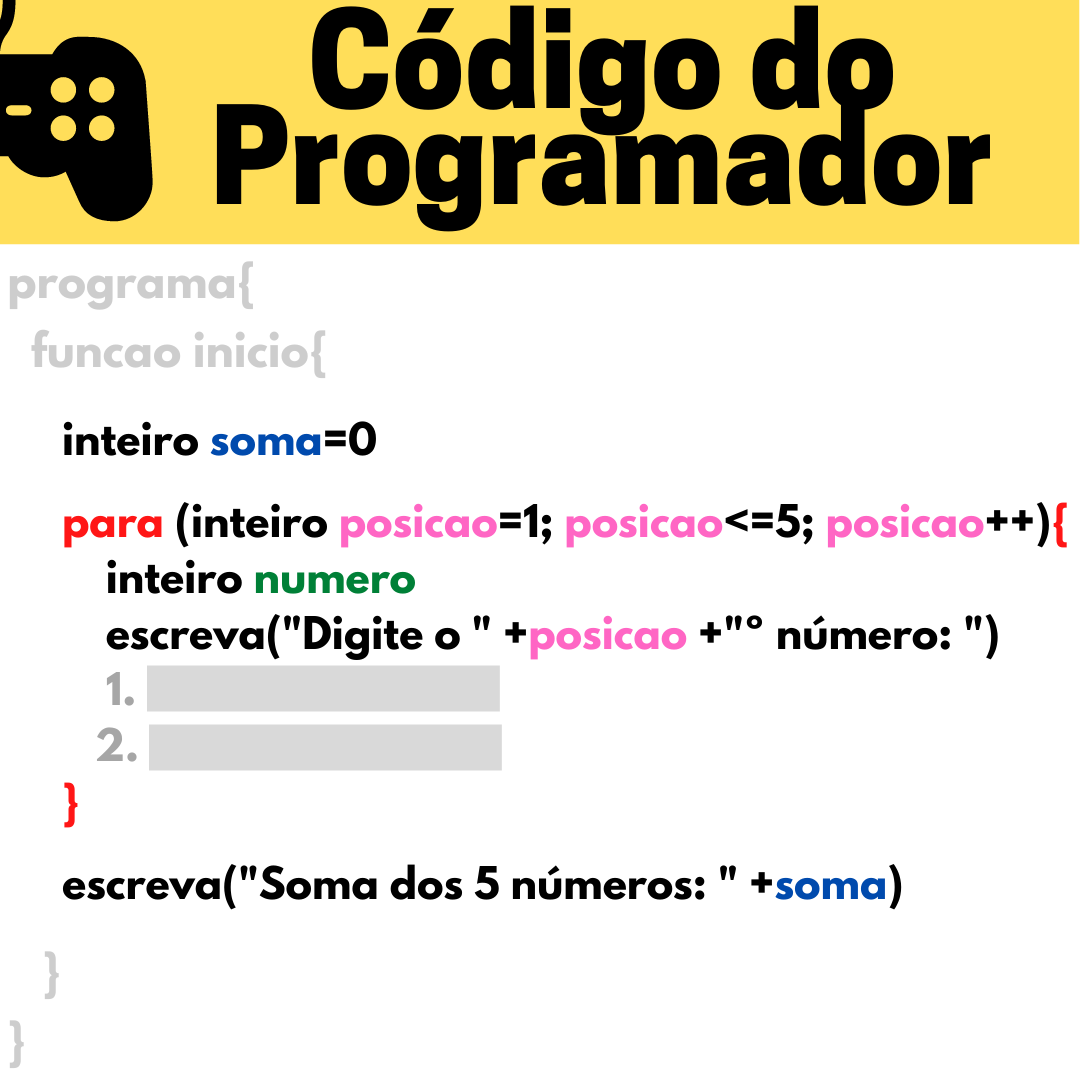 Código do
Programador
programa{
funcao inicio{
inteiro soma=0
para (inteiro posicao=1; posicao<=5; posicao++){
inteiro numero
escreva("Digite o " +posicao +"º número: ")
1.
2.
}
escreva("Soma dos 5 números: " +soma)
}
}